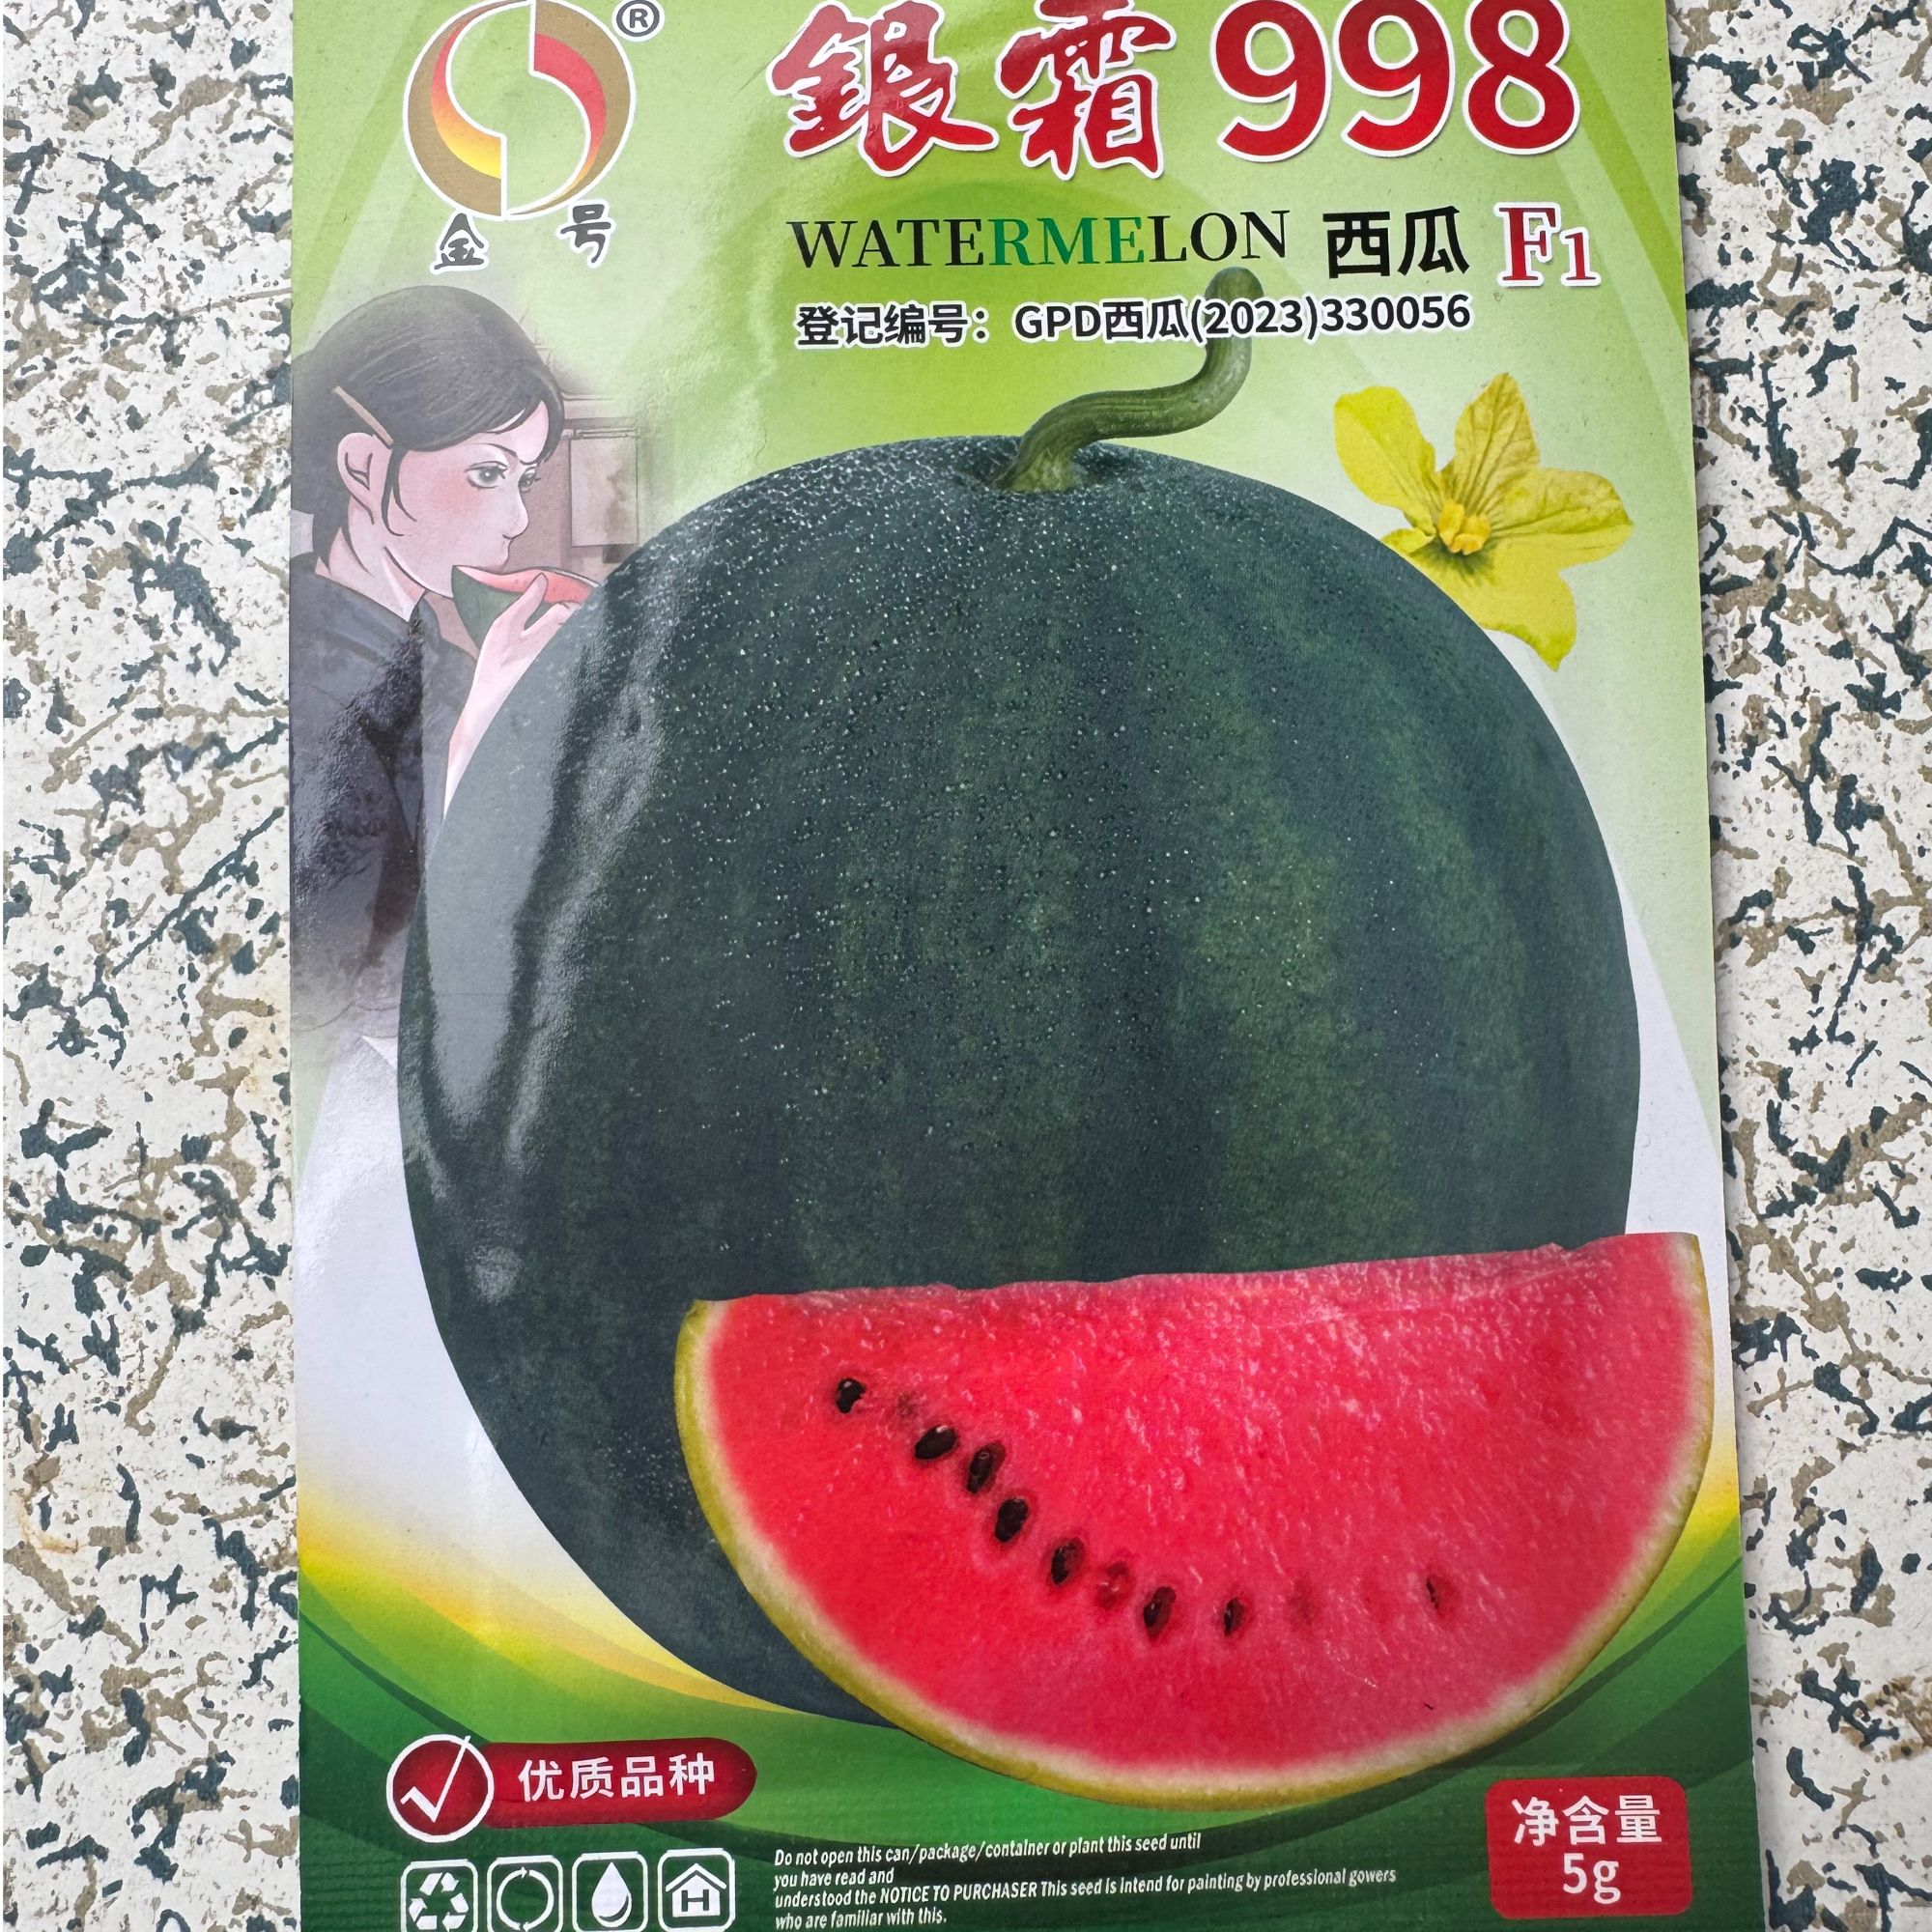 ®
金 号
銀霜998
WATERMELON 西瓜 F1
登记编号：GPD西瓜(2023)330056
优质品种
Do not open this can/package/container or plant this seed until
you have read and
understood the NOTICE TO PURCHASER This seed is intend for painting by professional gowers
who are familiar with this.
H
净含量
5g